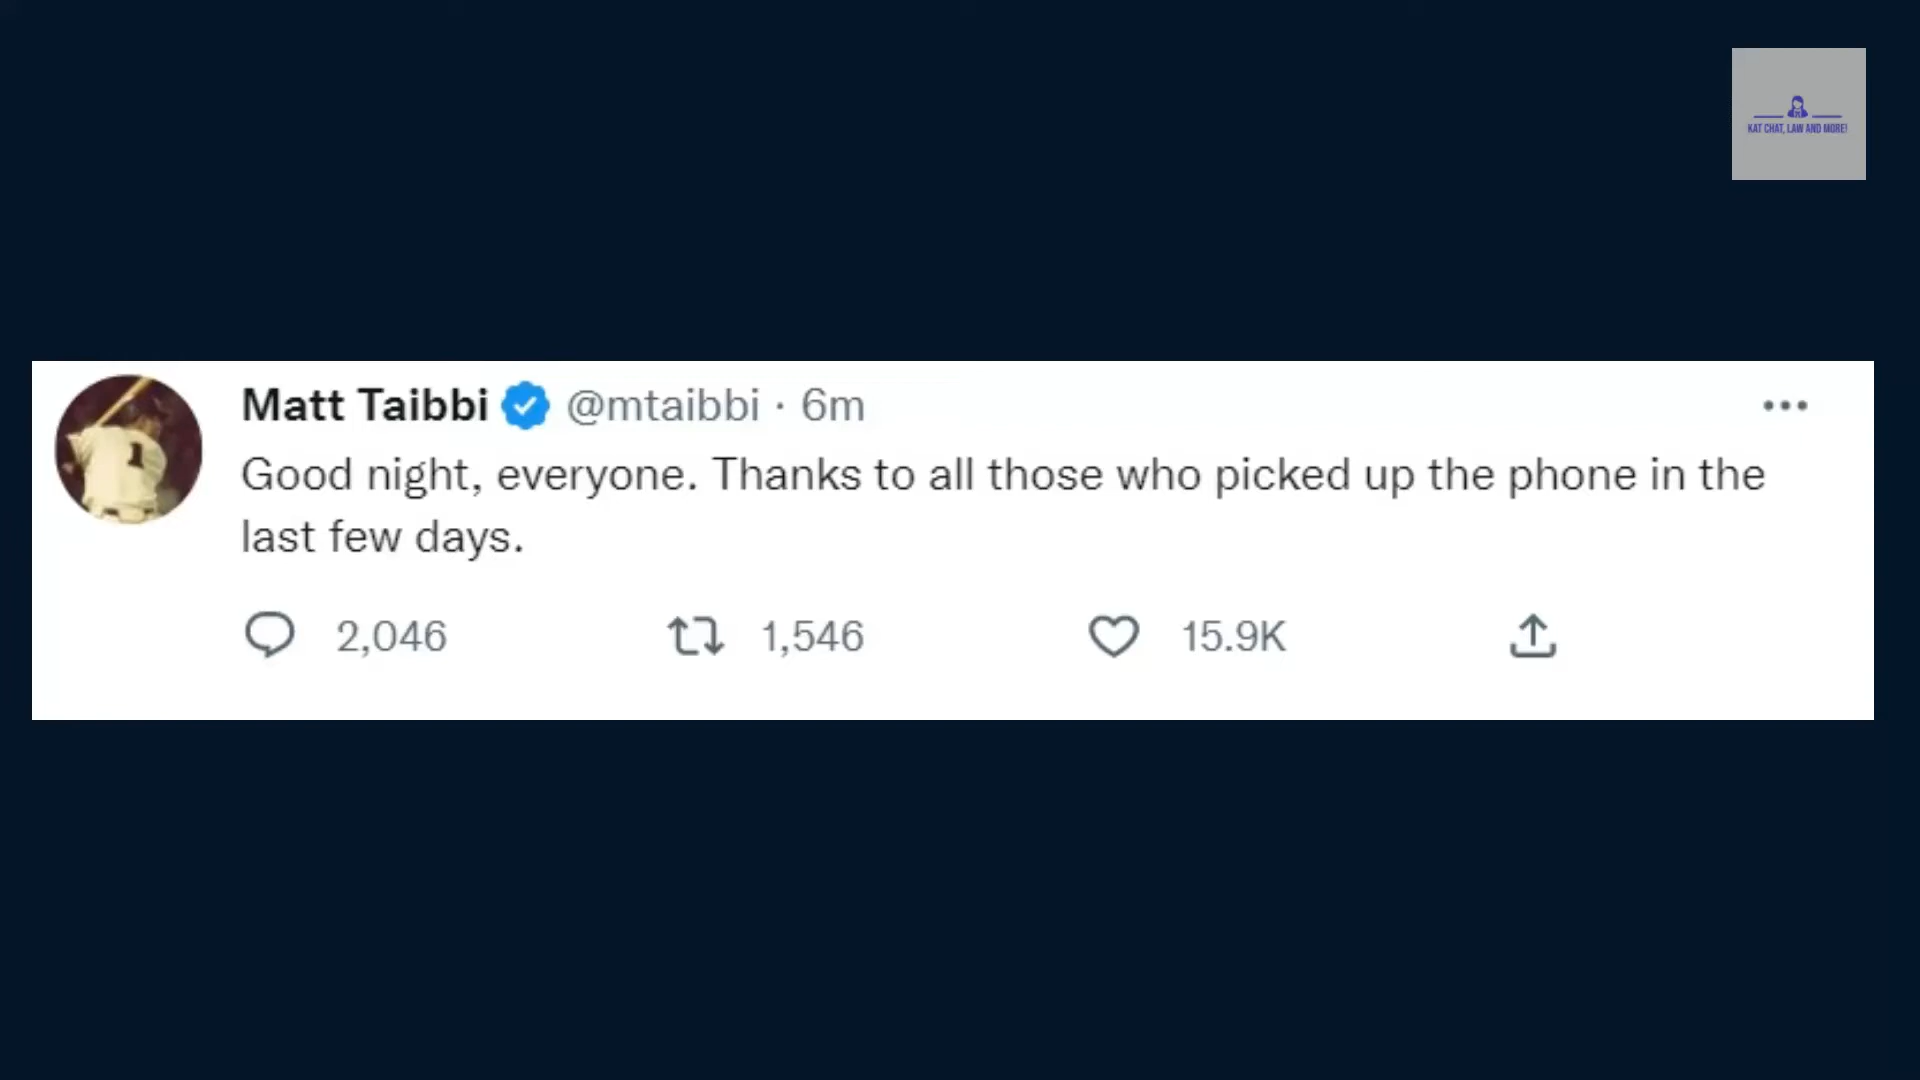 KAT CHAT, LAW AND MORE!
Matt Taibbi @mtaibbi · 6m
Good night, everyone. Thanks to all those who picked up the phone in the
last few days.
2,046 1,546 15.9K
1